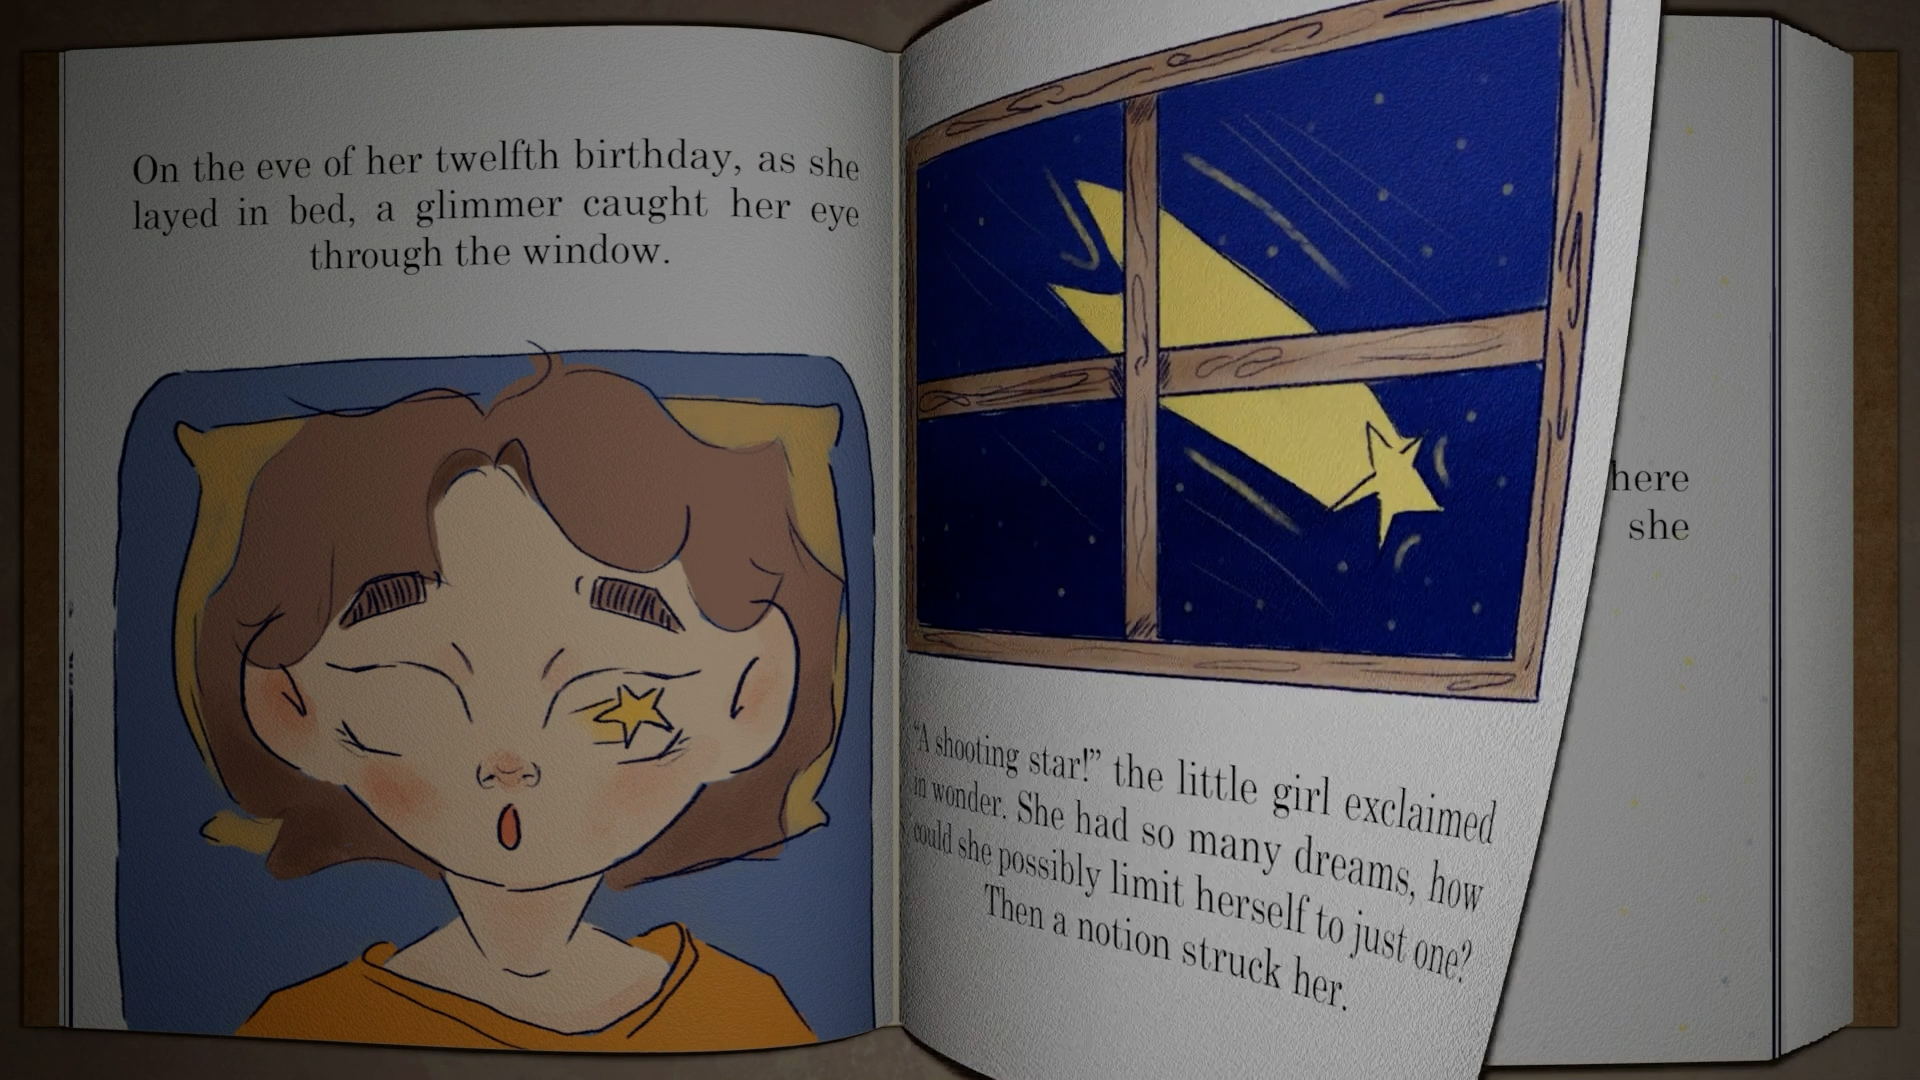 On the eve of her twelfth birthday, as she
layed in bed, a glimmer caught her eye
through the window.
“A shooting star!” the little girl exclaimed
in wonder. She had so many dreams, how
could she possibly limit herself to just one?
Then a notion struck her.
here
she